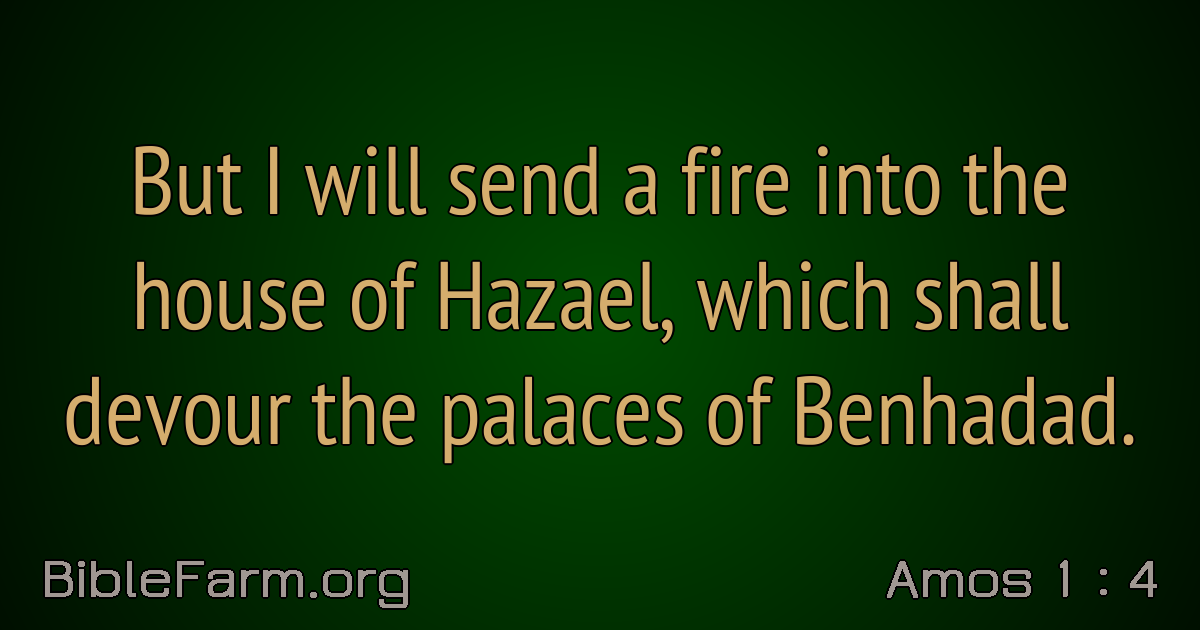 But I will send a fire into the
house of Hazael, which shall
devour the palaces of Benhadad.
BibleFarm.org
Amos 1 : 4